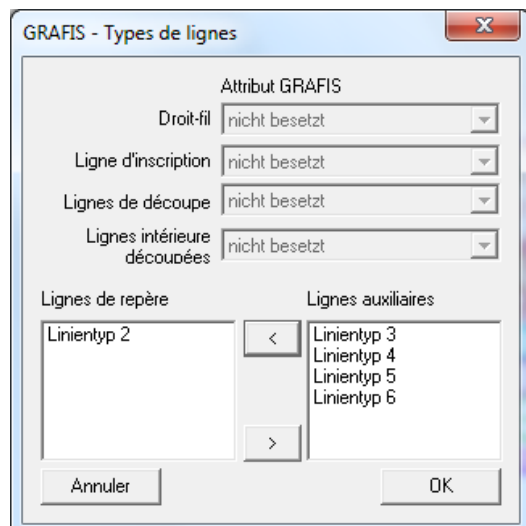 GRAFIS - Types de lignes
Attribut GRAFIS
Droit-fil nicht besetzt
Ligne d'inscription nicht besetzt
Lignes de découpe nicht besetzt
Lignes intérieure
découpées nicht besetzt
Lignes de repère
Linientyp 2
<
>
Lignes auxiliaires
Linientyp 3
Linientyp 4
Linientyp 5
Linientyp 6
Annuler
OK